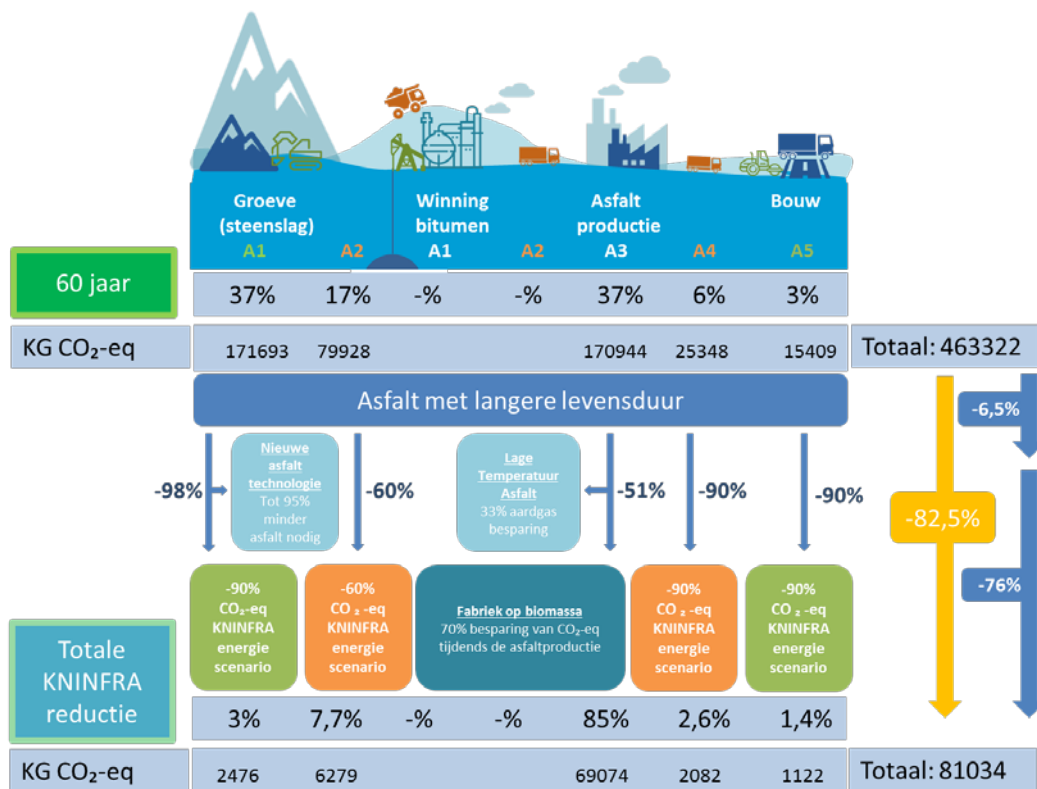 Groeve
(steenslag)
Winning
bitumen
Asfalt
productie
Bouw
A1
A2
A1
A2
A3
A4
A5
60 jaar
37%
17%
-%
-%
37%
6%
3%
KG CO₂-eq
171693
79928
170944
25348
15409
Totaal: 463322
Asfalt met langere levensduur
-6,5%
-98%
Nieuwe
asfalt
technologie
Tot 95%
minder
asfalt nodig
-60%
Lage
Temperatuur
Asfalt
33% aardgas
besparing
-51%
-90%
-90%
-82,5%
-76%
-90%
CO₂-eq
KNINFRA
energie
scenario
-60%
CO ₂ -eq
KNINFRA
energie
scenario
Fabriek op biomassa
70% besparing van CO₂-eq
tijdends de asfaltproductie
-90%
CO ₂ -eq
KNINFRA
energie
scenario
-90%
CO ₂ -eq
KNINFRA
energie
scenario
Totale
KNINFRA
reductie
3%
7,7%
-%
-%
85%
2,6%
1,4%
KG CO₂-eq
2476
6279
69074
2082
1122
Totaal: 81034